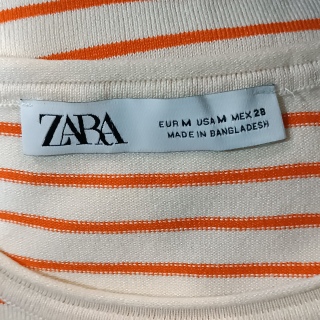 ZARA
EUR M USA M MEX 28
MADE IN BANGLADESH